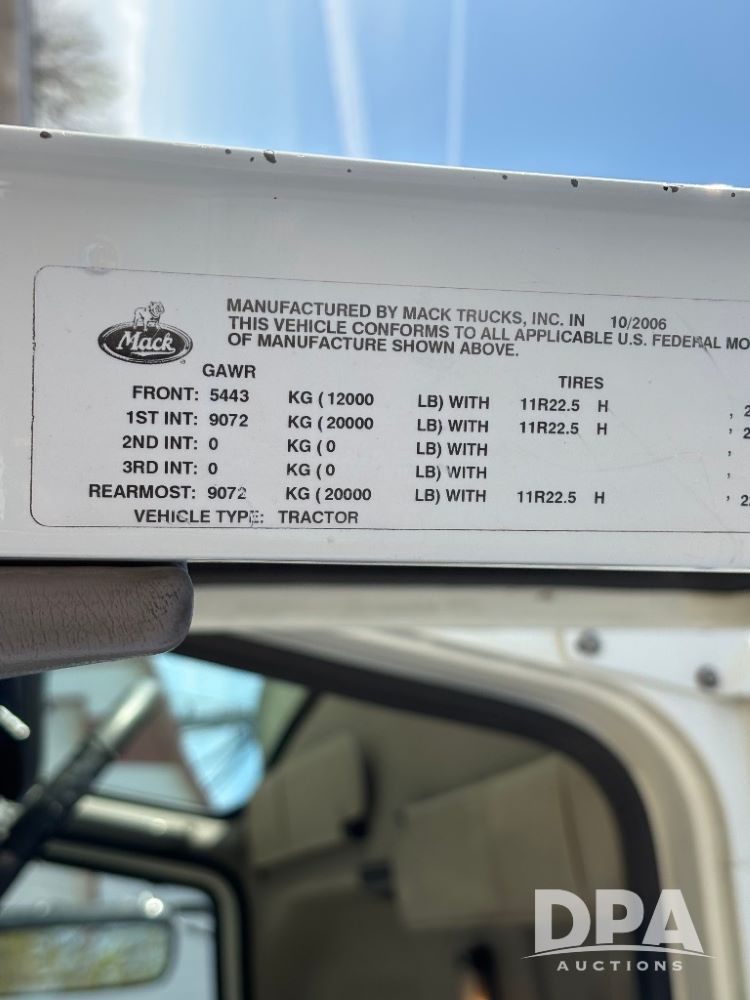 MANUFACTURED BY MACK TRUCKS, INC. IN 10/2006
THIS VEHICLE CONFORMS TO ALL APPLICABLE U.S. FEDERAL MO
OF MANUFACTURE SHOWN ABOVE.
Mack
GAWR TIRES
FRONT: 5443 KG ( 12000 LB) WITH 11R22.5 H , 2
1ST INT: 9072 KG ( 20000 LB) WITH 11R22.5 H , 2
2ND INT: 0 KG ( 0 LB) WITH ,
3RD INT: 0 KG ( 0 LB) WITH ,
REARMOST: 9072 KG ( 20000 LB) WITH 11R22.5 H , 2
VEHICLE TYPE: TRACTOR
DPA
AUCTIONS